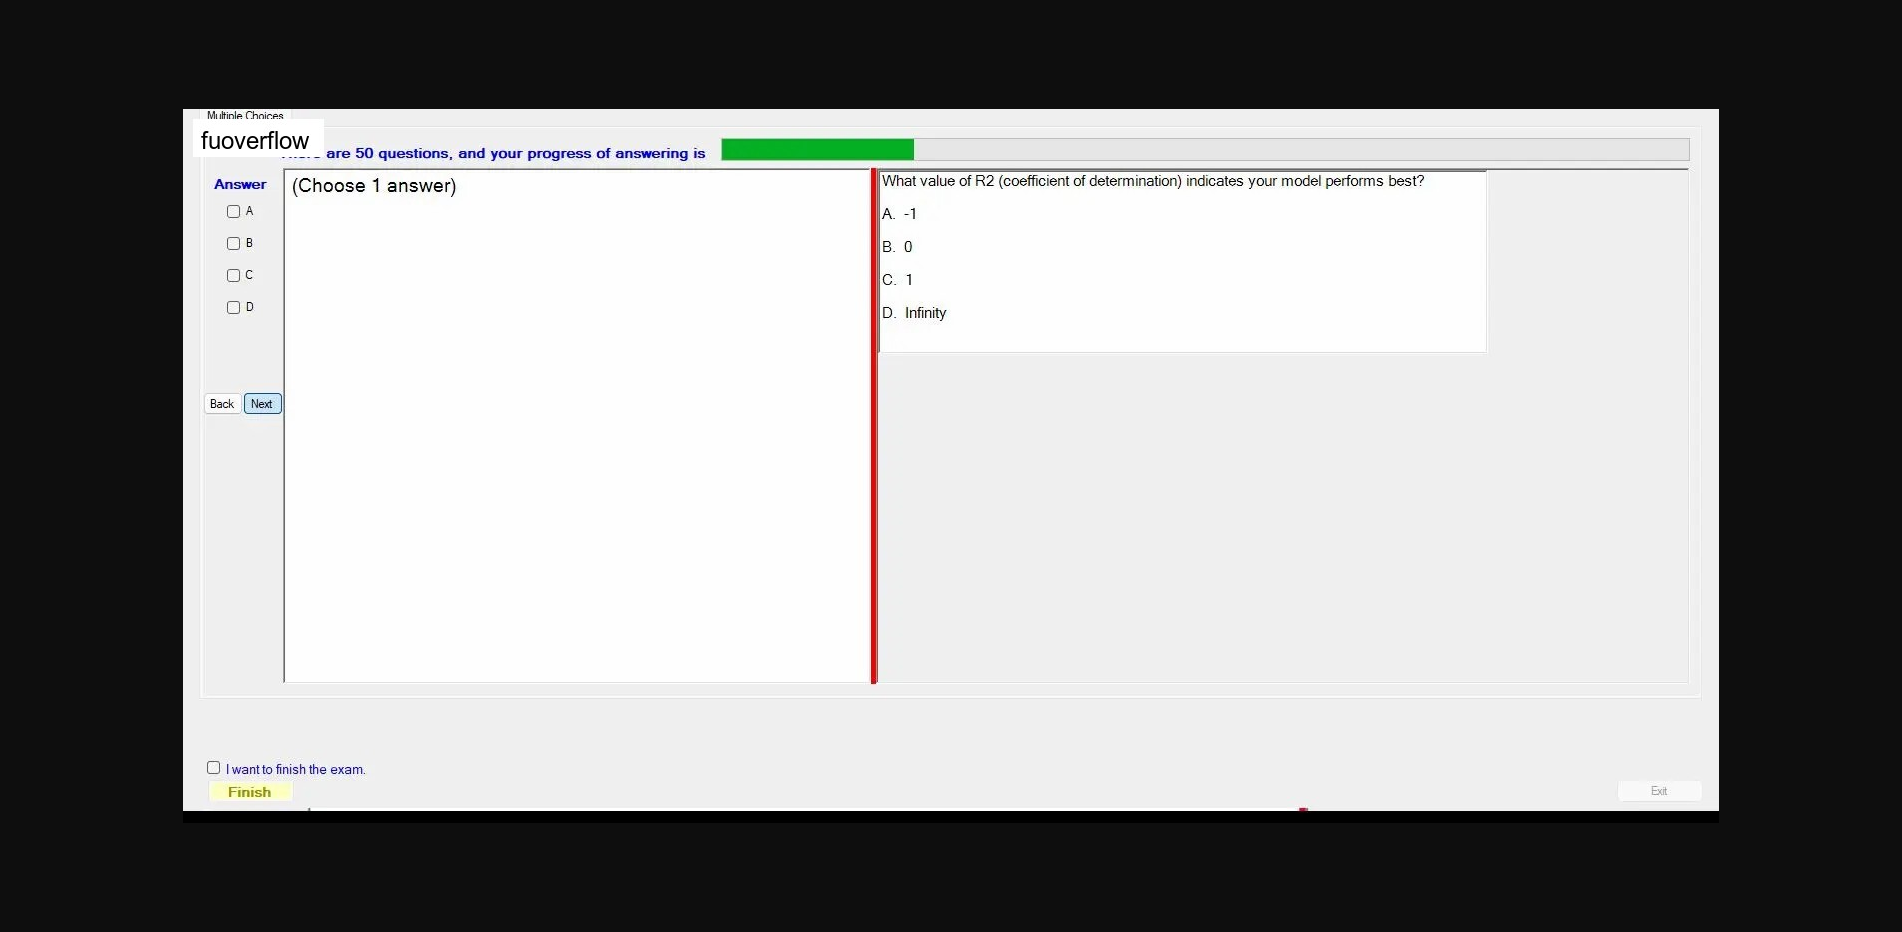 Multiple Choices
fuoverflow
There are 50 questions, and your progress of answering is
Answer
(Choose 1 answer)
A
B
C
D
Back
Next
What value of R2 (coefficient of determination) indicates your model performs best?
A. -1
B. 0
C. 1
D. Infinity
I want to finish the exam.
Finish
Exit